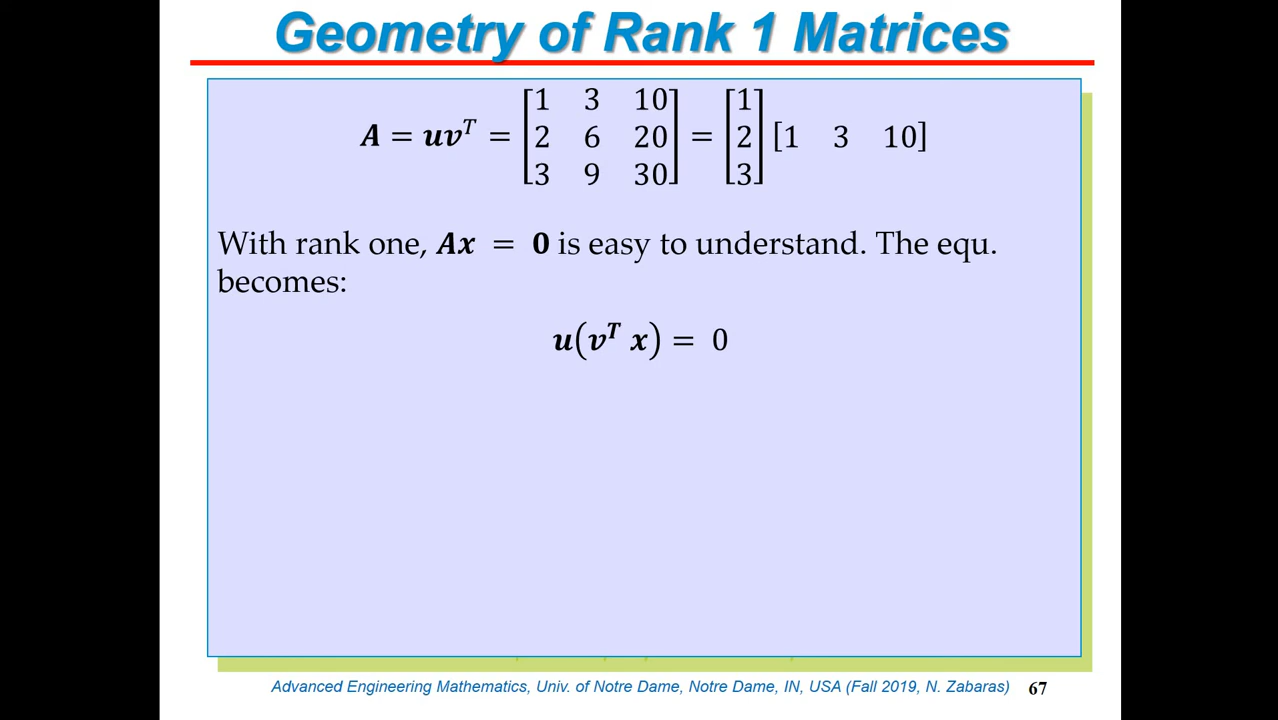 Geometry of Rank 1 Matrices
𝑨 = 𝒖𝒗ᵀ = [1 3 10; 2 6 20; 3 9 30] = [1; 2; 3] [1 3 10]
With rank one, 𝑨𝒙 = 𝟎 is easy to understand. The equ.
becomes:
𝒖(𝒗ᵀ 𝒙) = 0
Advanced Engineering Mathematics, Univ. of Notre Dame, Notre Dame, IN, USA (Fall 2019, N. Zabaras) 67